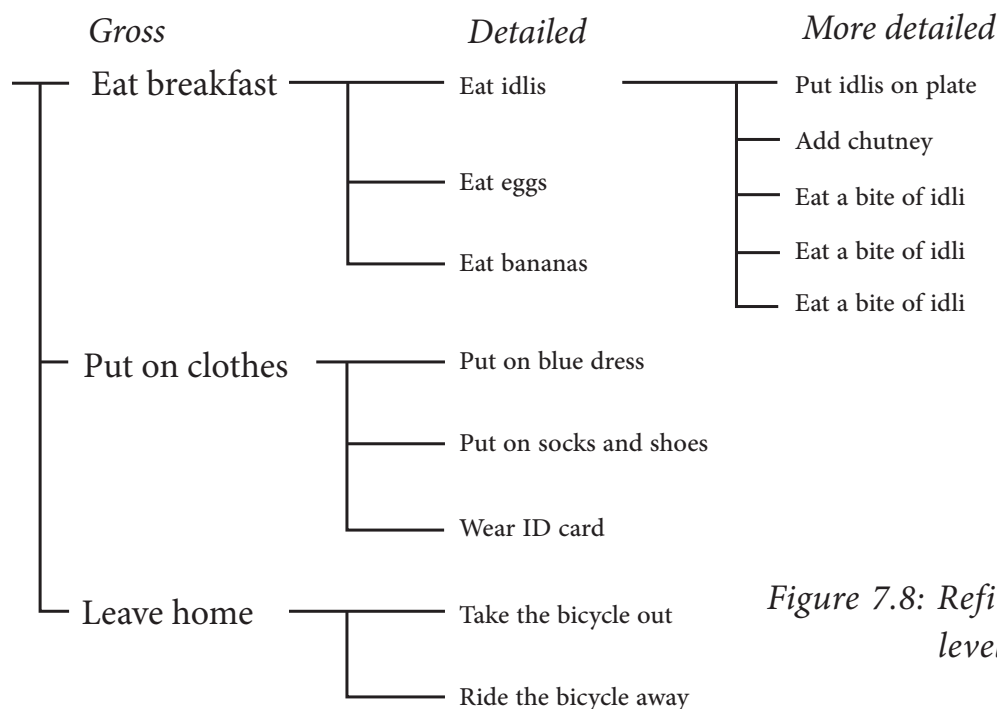 Gross Detailed More detailed
Eat breakfast Eat idlis Put idlis on plate
Add chutney
Eat eggs Eat a bite of idli
Eat bananas Eat a bite of idli
Eat a bite of idli
Put on clothes Put on blue dress
Put on socks and shoes
Wear ID card
Leave home Take the bicycle out
Figure 7.8: Refi
level
Ride the bicycle away